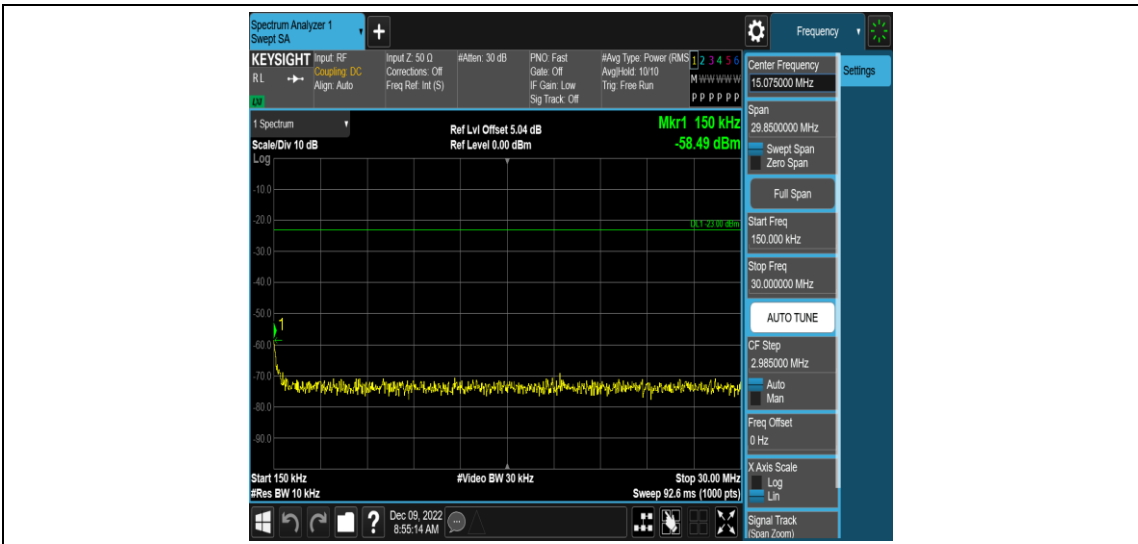 Spectrum Analyzer 1
Swept SA
+
Frequency
KEYSIGHT
RL
LXI
Input: RF
Coupling: DC
Align: Auto
Input Z: 50 Ω
Corrections: Off
Freq Ref: Int (S)
#Atten: 30 dB
PNO: Fast
Gate: Off
IF Gain: Low
Sig Track: Off
#Avg Type: Power (RMS
Avg|Hold: 10/10
Trig: Free Run
1 2 3 4 5 6
M W W W W W
P P P P P P
Center Frequency
15.075000 MHz
Settings
Span
29.8500000 MHz
Swept Span
Zero Span
Full Span
Start Freq
150.000 kHz
Stop Freq
30.000000 MHz
AUTO TUNE
CF Step
2.985000 MHz
Auto
Man
Freq Offset
0 Hz
X Axis Scale
Log
Lin
Signal Track
(Span Zoom)
1 Spectrum
Scale/Div 10 dB
Log
Ref Lvl Offset 5.04 dB
Ref Level 0.00 dBm
Mkr1 150 kHz
-58.49 dBm
-10.0
-20.0
DL1 -23.00 dBm
-30.0
-40.0
-50.0
1
-60.0
-70.0
-80.0
-90.0
Start 150 kHz
#Video BW 30 kHz
Stop 30.00 MHz
#Res BW 10 kHz
Sweep 92.6 ms (1000 pts)
?
Dec 09, 2022
8:55:14 AM